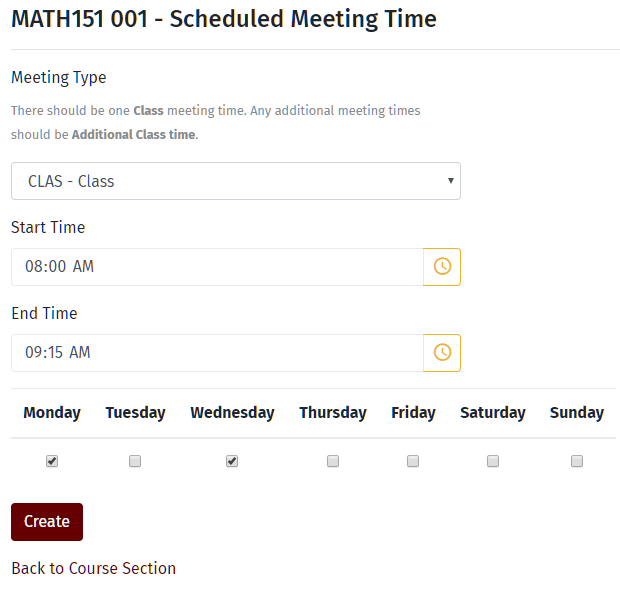 MATH151 001 - Scheduled Meeting Time
Meeting Type
There should be one Class meeting time. Any additional meeting times
should be Additional Class time.
CLAS - Class
Start Time
08:00 AM
End Time
09:15 AM
Monday Tuesday Wednesday Thursday Friday Saturday Sunday
Create
Back to Course Section